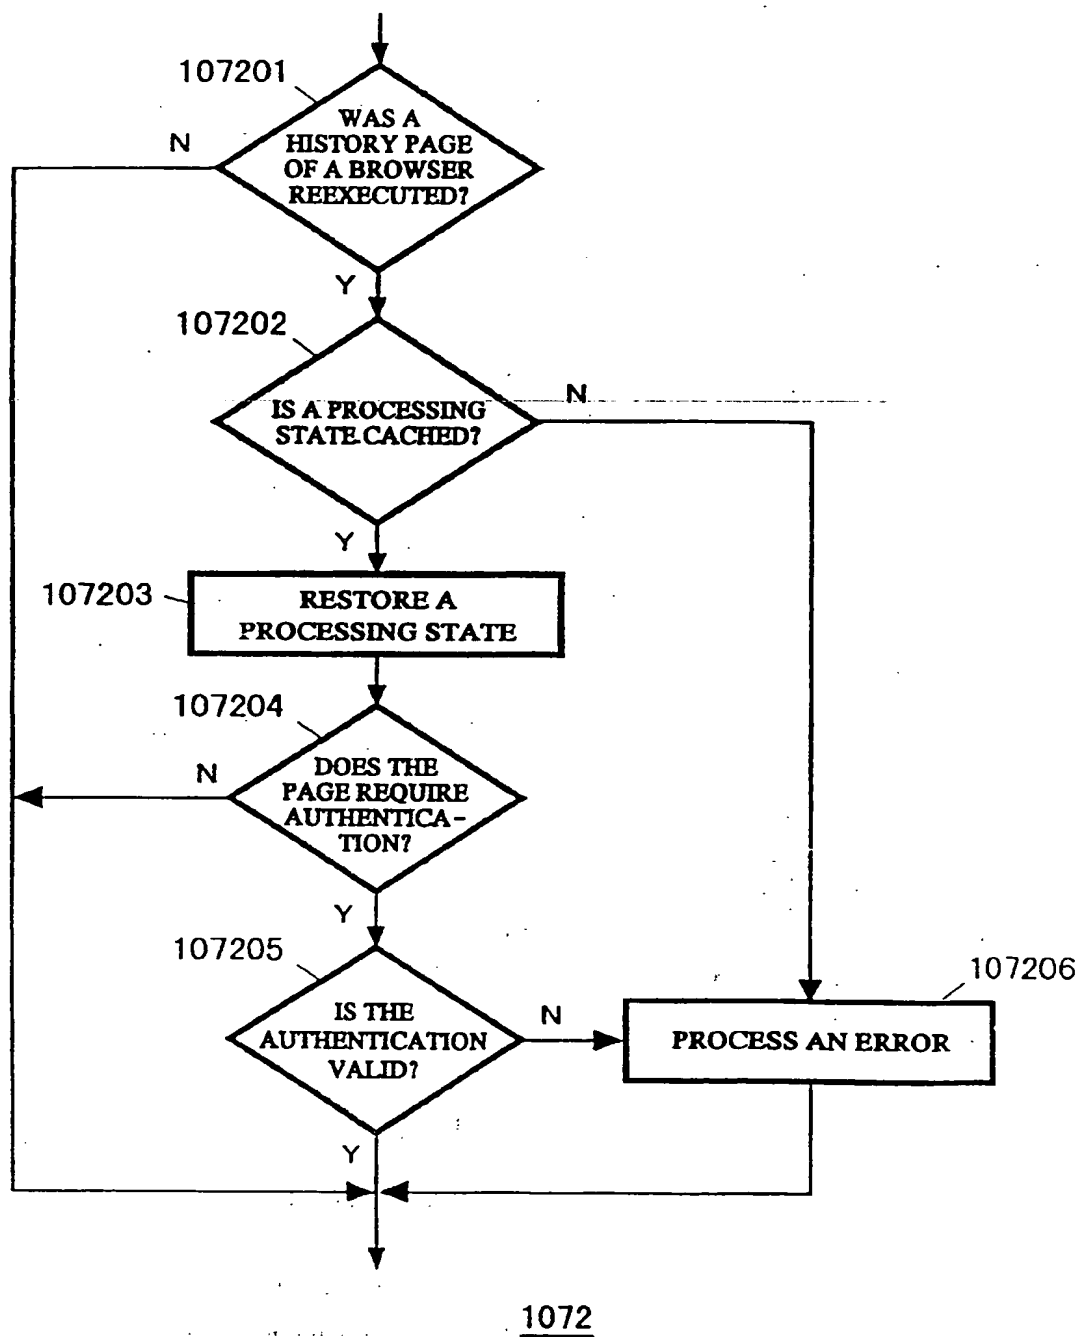 107201
WAS A
HISTORY PAGE
OF A BROWSER
REEXECUTED?
N
Y
107202
N
IS A PROCESSING
STATE CACHED?
Y
107203
RESTORE A
PROCESSING STATE
107204
N
DOES THE
PAGE REQUIRE
AUTHENTICA-
TION?
Y
107205
IS THE
AUTHENTICATION
VALID?
N
107206
PROCESS AN ERROR
Y
1072